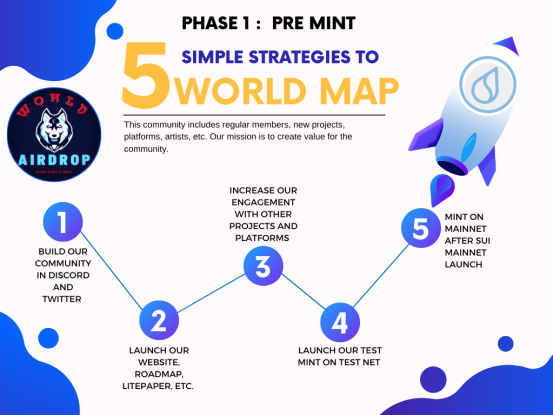 PHASE 1 : PRE MINT
5 SIMPLE STRATEGIES TO
WORLD MAP
This community includes regular members, new projects,
platforms, artists, etc. Our mission is to create value for the
community.
WORLD
AIRDROP
1
BUILD OUR
COMMUNITY
IN DISCORD
AND
TWITTER
2
LAUNCH OUR
WEBSITE,
ROADMAP,
LITEPAPER, ETC.
INCREASE OUR
ENGAGEMENT
WITH OTHER
PROJECTS AND
PLATFORMS
3
4
LAUNCH OUR TEST
MINT ON TEST NET
5
MINT ON
MAINNET
AFTER SUI
MAINNET
LAUNCH